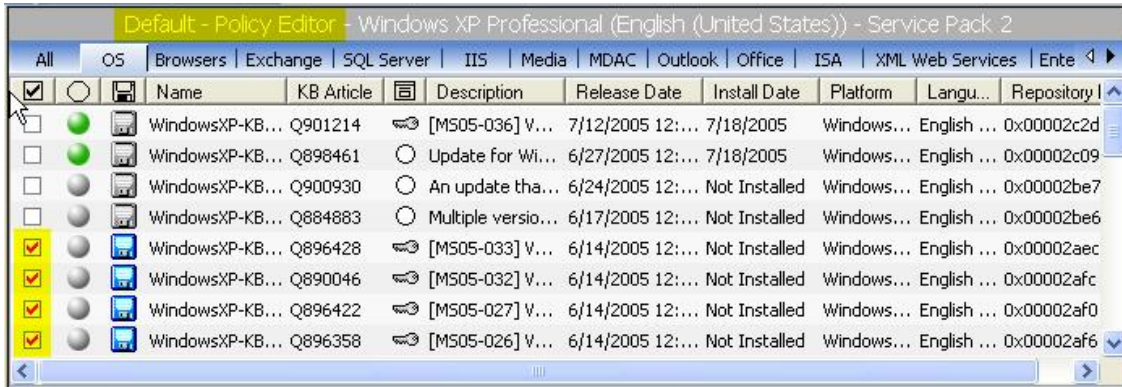 Default - Policy Editor - Windows XP Professional (English (United States)) - Service Pack 2
All OS Browsers Exchange SQL Server IIS Media MDAC Outlook Office ISA XML Web Services Ente
Name KB Article Description Release Date Install Date Platform Langu... Repository I
WindowsXP-KB... Q901214 [MS05-036] V... 7/12/2005 12:... 7/18/2005 Windows... English ... 0x00002c2d
WindowsXP-KB... Q898461 Update for Wi... 6/27/2005 12:... 7/18/2005 Windows... English ... 0x00002c09
WindowsXP-KB... Q900930 An update tha... 6/24/2005 12:... Not Installed Windows... English ... 0x00002be7
WindowsXP-KB... Q884883 Multiple versio... 6/17/2005 12:... Not Installed Windows... English ... 0x00002be6
WindowsXP-KB... Q896428 [MS05-033] V... 6/14/2005 12:... Not Installed Windows... English ... 0x00002aec
WindowsXP-KB... Q890046 [MS05-032] V... 6/14/2005 12:... Not Installed Windows... English ... 0x00002afc
WindowsXP-KB... Q896422 [MS05-027] V... 6/14/2005 12:... Not Installed Windows... English ... 0x00002af0
WindowsXP-KB... Q896358 [MS05-026] V... 6/14/2005 12:... Not Installed Windows... English ... 0x00002af6